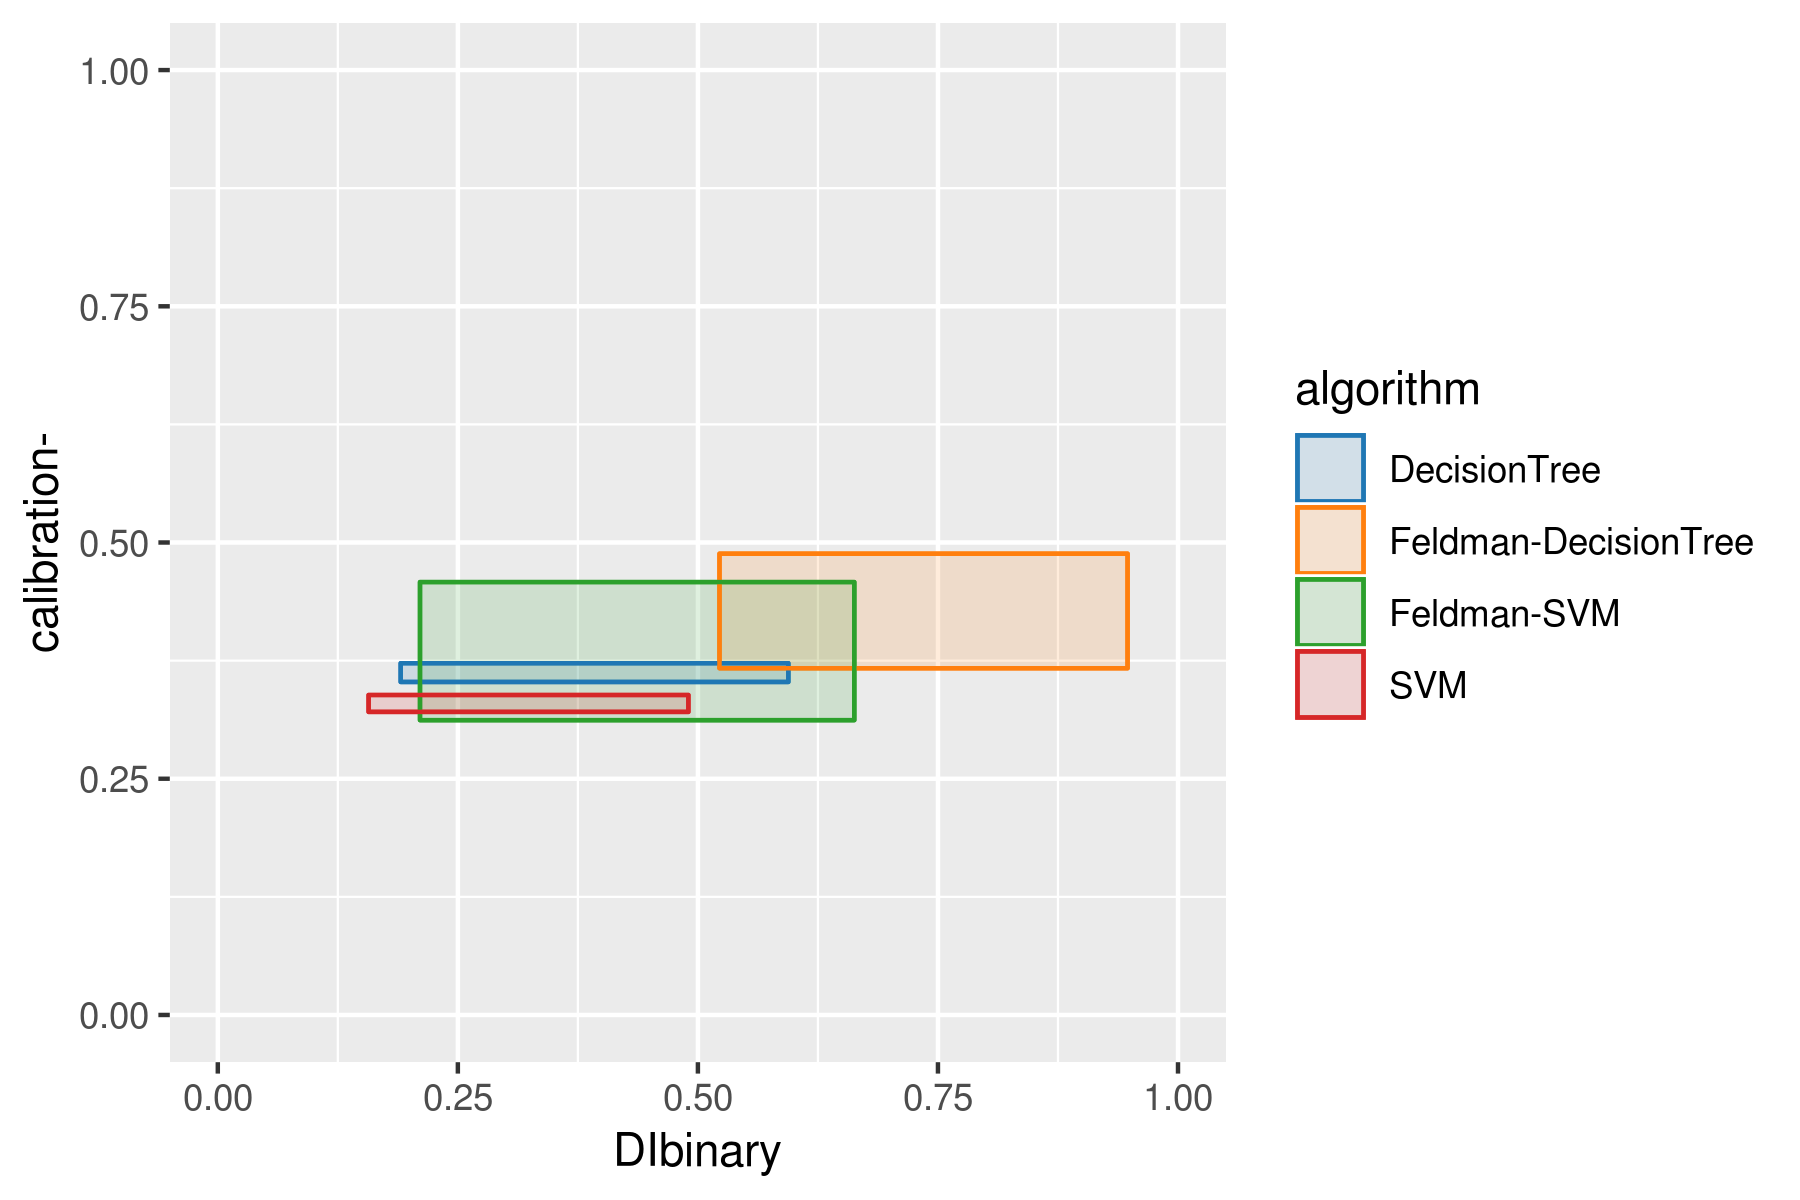 1.00
0.75
0.50
0.25
0.00
calibration-
0.00 0.25 0.50 0.75 1.00
DIbinary
algorithm
DecisionTree
Feldman-DecisionTree
Feldman-SVM
SVM